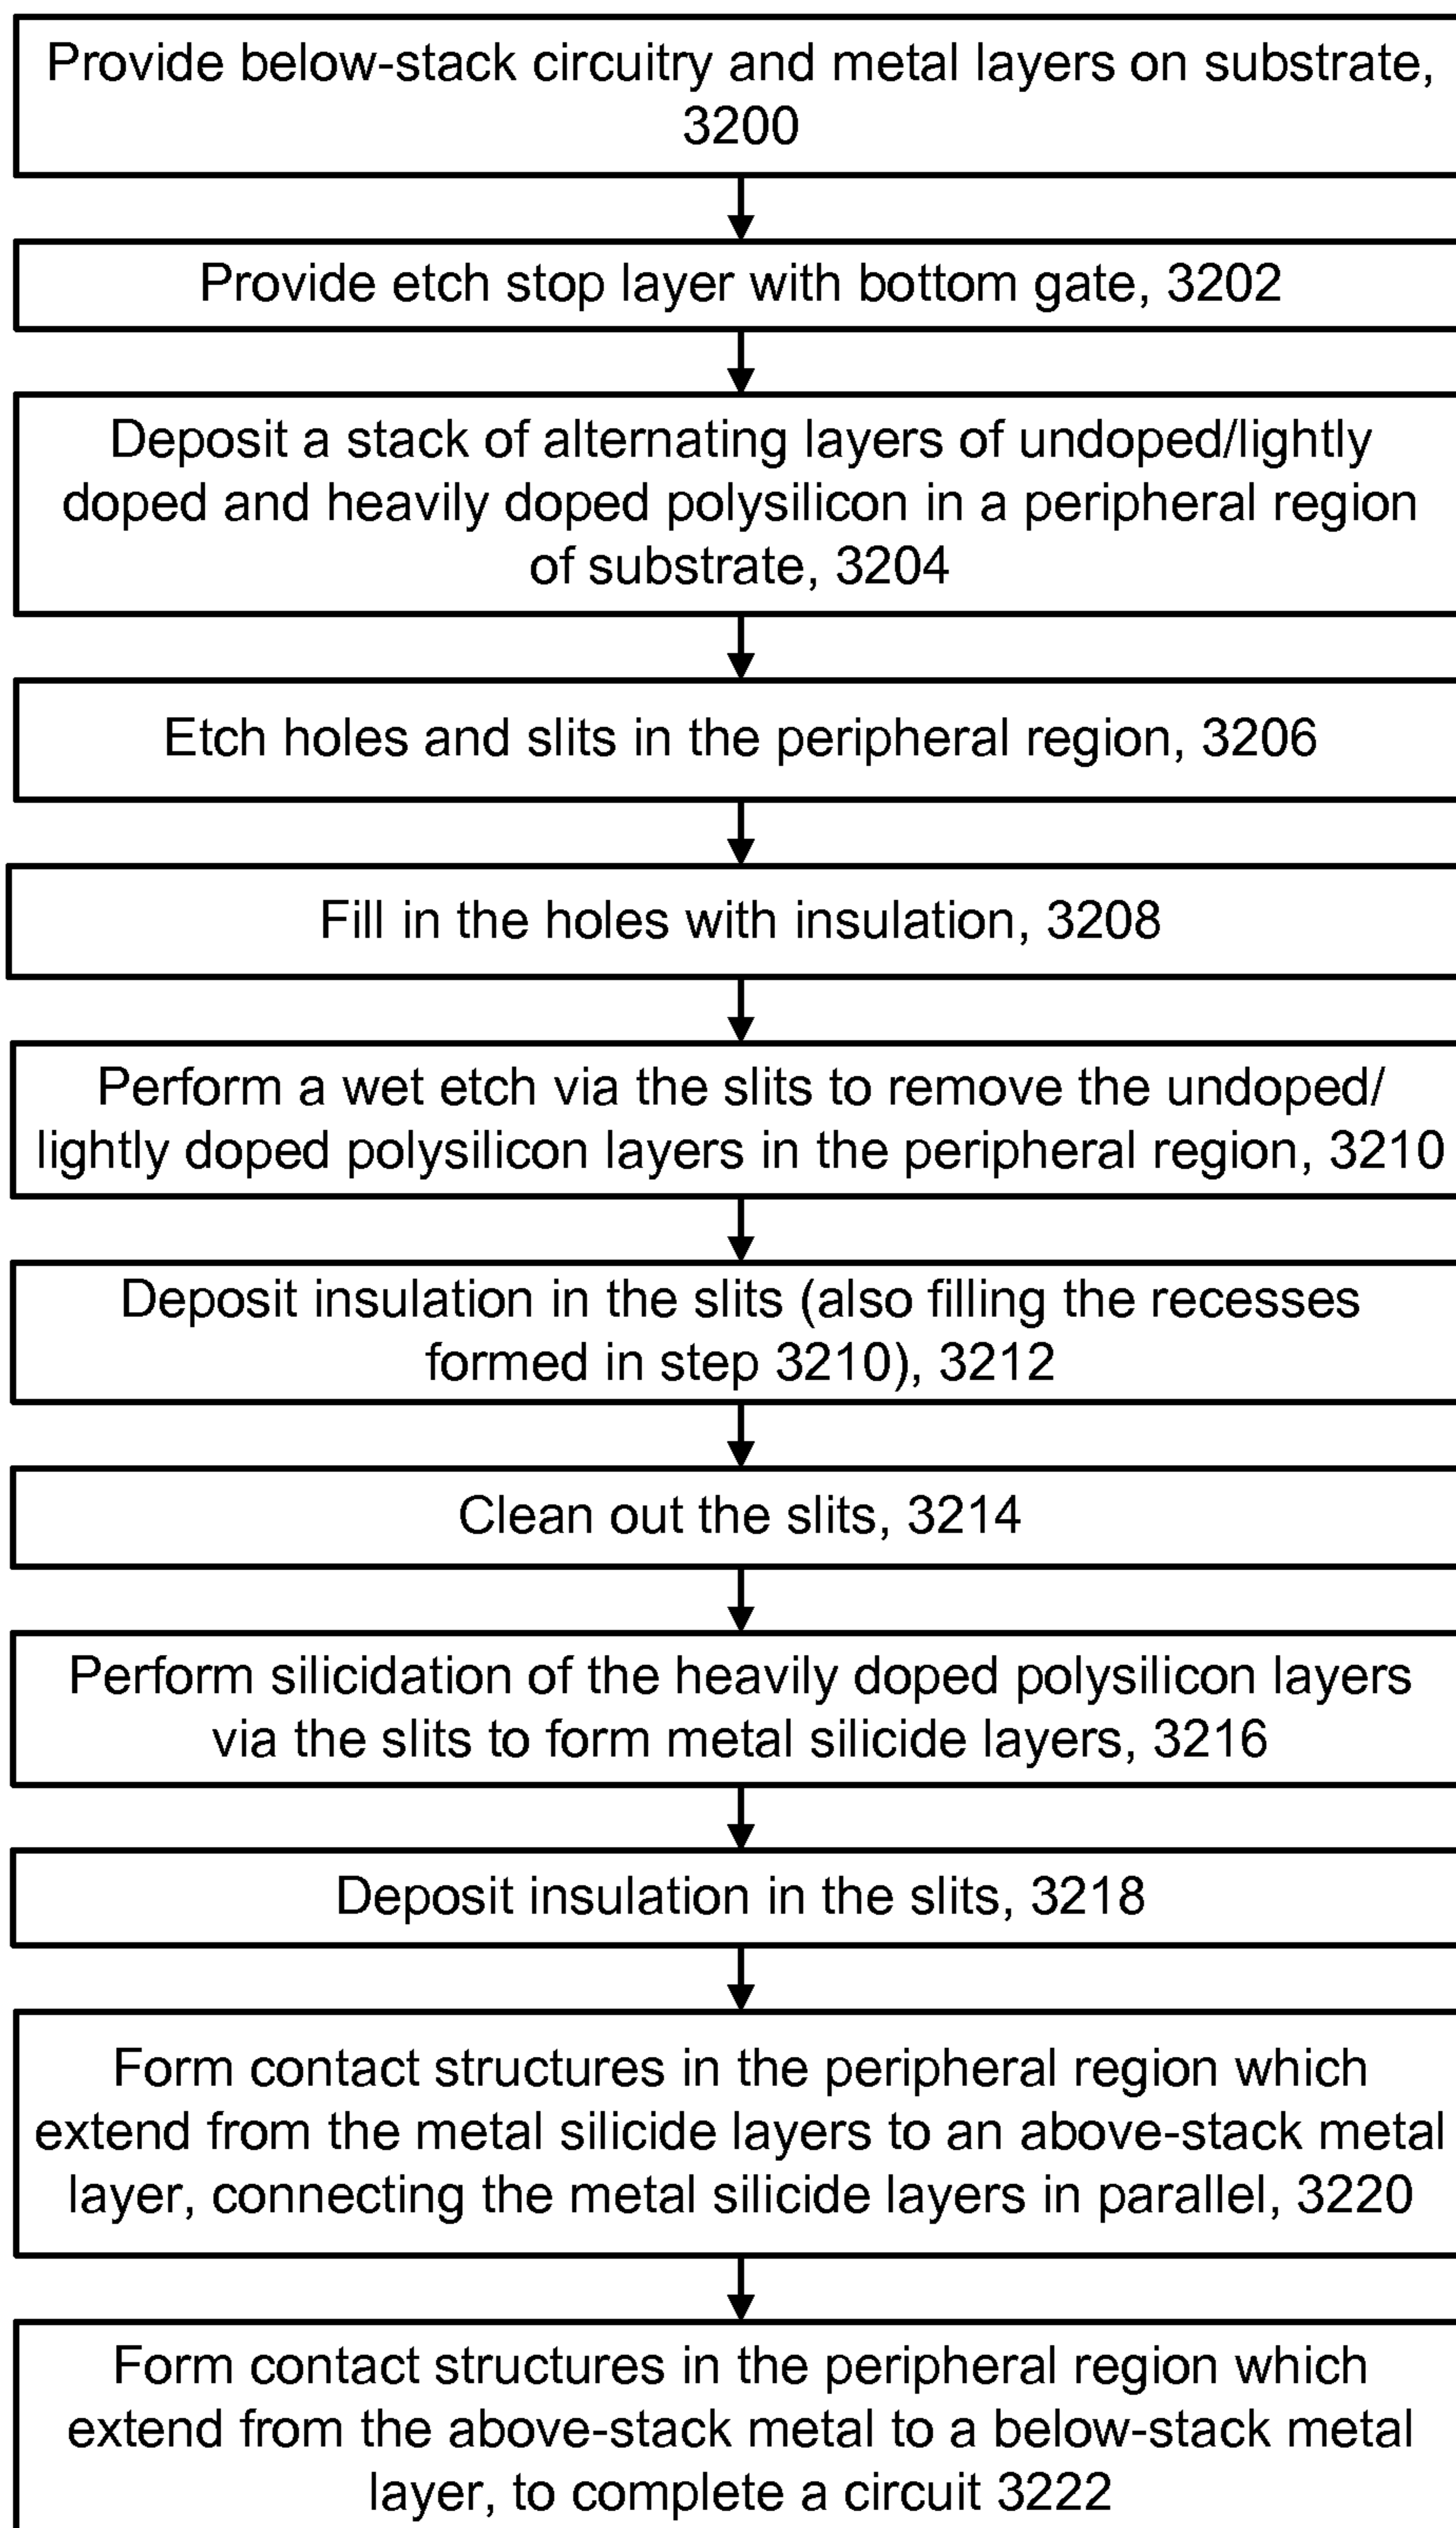 Provide below-stack circuitry and metal layers on substrate,
3200
Provide etch stop layer with bottom gate, 3202
Deposit a stack of alternating layers of undoped/lightly
doped and heavily doped polysilicon in a peripheral region
of substrate, 3204
Etch holes and slits in the peripheral region, 3206
Fill in the holes with insulation, 3208
Perform a wet etch via the slits to remove the undoped/
lightly doped polysilicon layers in the peripheral region, 3210
Deposit insulation in the slits (also filling the recesses
formed in step 3210), 3212
Clean out the slits, 3214
Perform silicidation of the heavily doped polysilicon layers
via the slits to form metal silicide layers, 3216
Deposit insulation in the slits, 3218
Form contact structures in the peripheral region which
extend from the metal silicide layers to an above-stack metal
layer, connecting the metal silicide layers in parallel, 3220
Form contact structures in the peripheral region which
extend from the above-stack metal to a below-stack metal
layer, to complete a circuit 3222